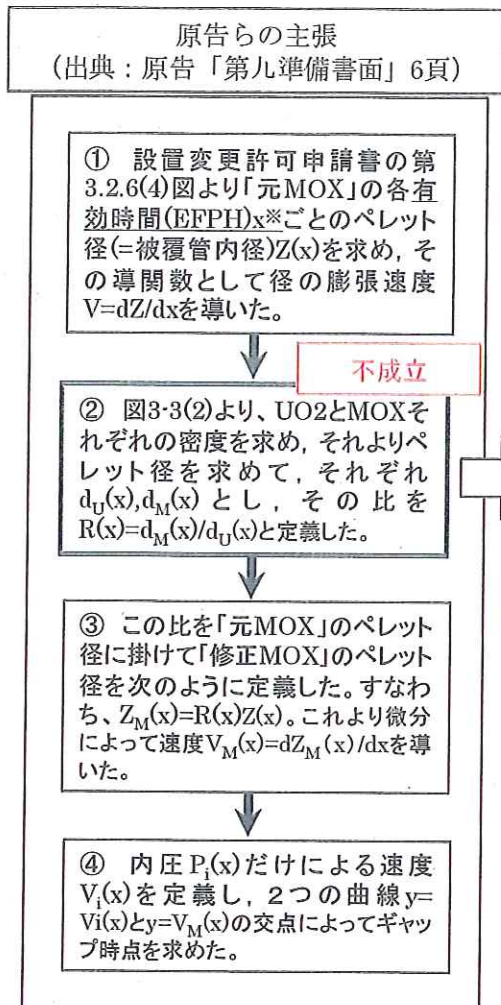 原告らの主張
(出典：原告「第九準備書面」6頁)
① 設置変更許可申請書の第
3.2.6(4)図より「元MOX」の各有
効時間(EFPH)x※ごとのペレット
径(=被覆管内径)Z(x)を求め，そ
の導関数として径の膨張速度
V=dZ/dxを導いた。
不成立
② 図3-3(2)より、UO2とMOXそ
れぞれの密度を求め，それよりペ
レット径を求めて，それぞれ
dU(x),dM(x) とし，その比を
R(x)=dM(x)/dU(x)と定義した。
③ この比を「元MOX」のペレット
径に掛けて「修正MOX」のペレット
径を次のように定義した。すなわ
ち、ZM(x)=R(x)Z(x)。これより微分
によって速度VM(x)=dZM(x)/dxを導
いた。
④ 内圧Pi(x)だけによる速度
Vi(x)を定義し，２つの曲線y=
Vi(x)とy=VM(x)の交点によってギャッ
プ時点を求めた。